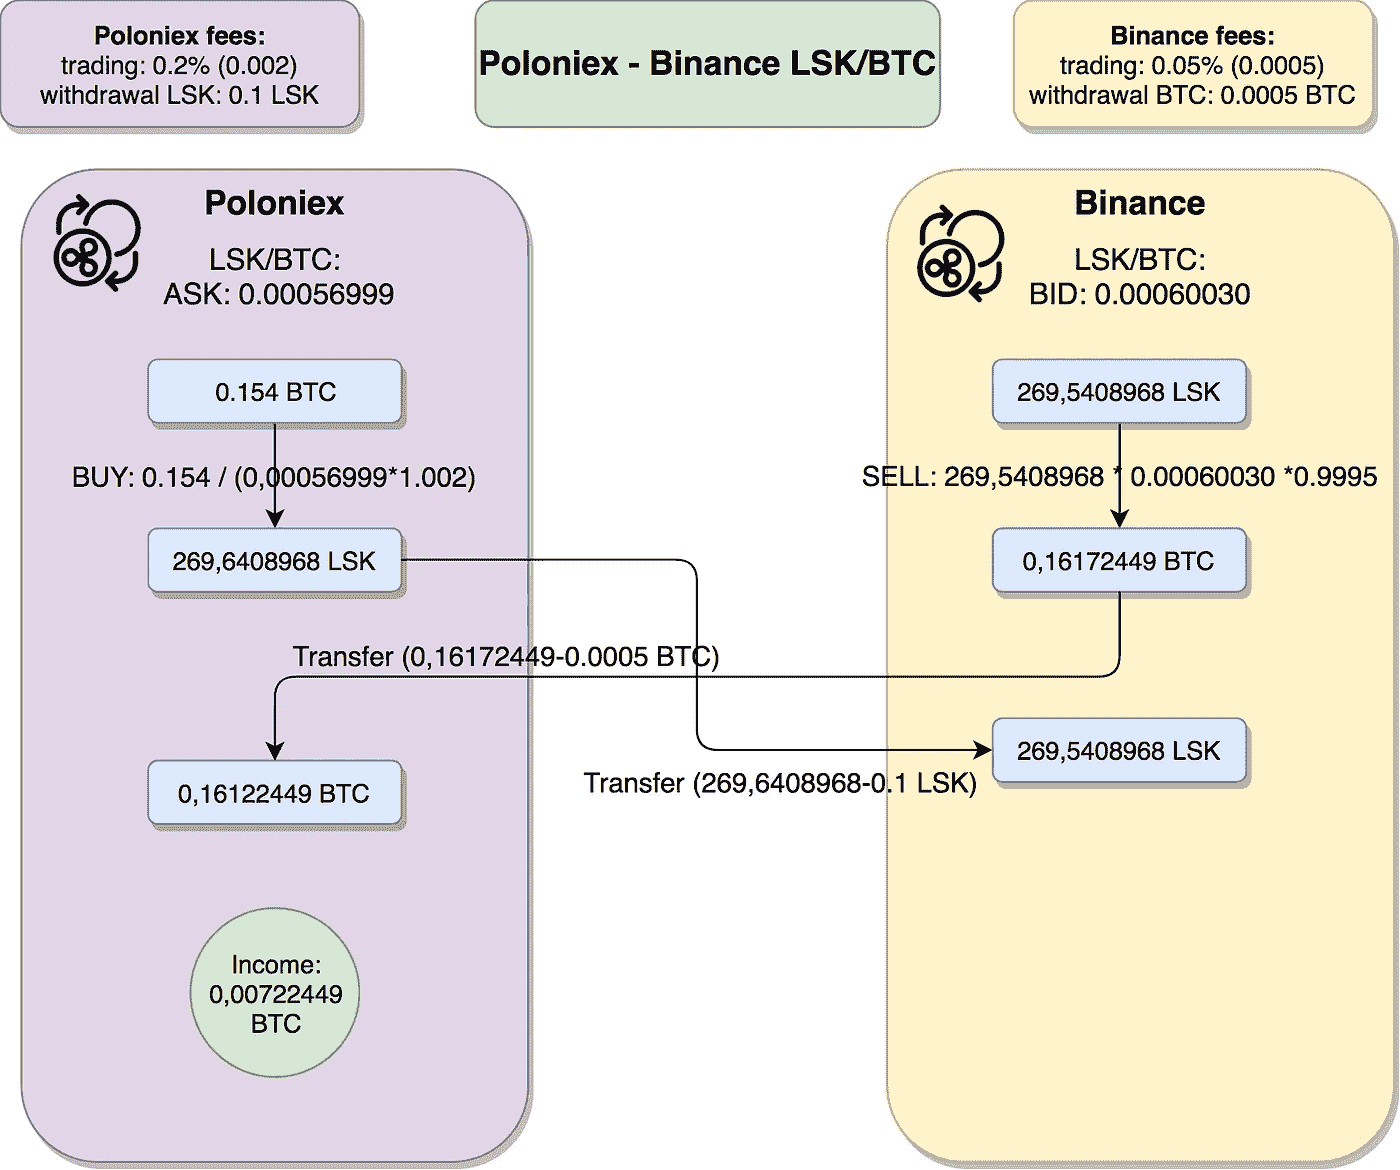 Poloniex fees:
trading: 0.2% (0.002)
withdrawal LSK: 0.1 LSK
Poloniex - Binance LSK/BTC
Binance fees:
trading: 0.05% (0.0005)
withdrawal BTC: 0.0005 BTC
Poloniex
LSK/BTC:
ASK: 0.00056999
0.154 BTC
BUY: 0.154 / (0,00056999*1.002)
269,6408968 LSK
Binance
LSK/BTC:
BID: 0.00060030
269,5408968 LSK
SELL: 269,5408968 * 0.00060030 *0.9995
0,16172449 BTC
Transfer (0,16172449-0.0005 BTC)
269,5408968 LSK
Transfer (269,6408968-0.1 LSK)
0,16122449 BTC
Income:
0,00722449
BTC